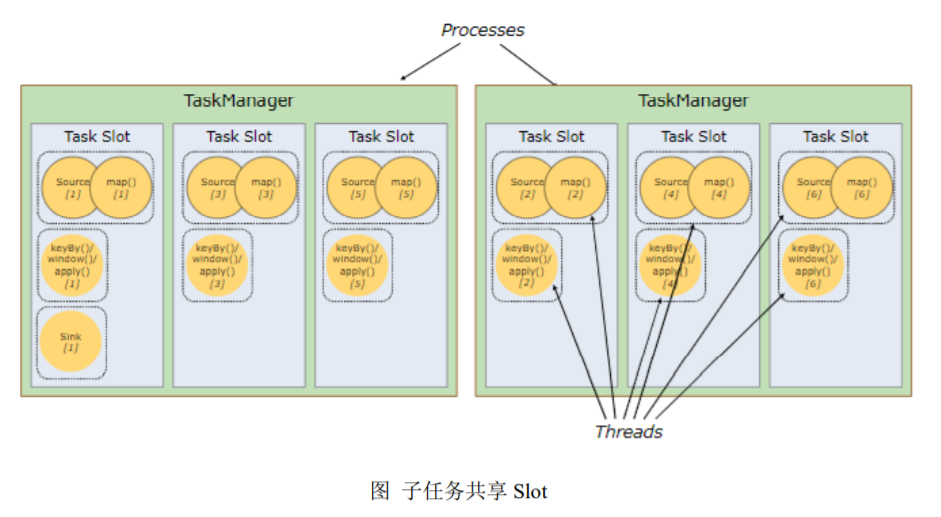 Processes
TaskManager
Task Slot
Source
[1]
map()
[1]
keyBy()/
window()/
apply()
[1]
Sink
[1]
Task Slot
Source
[3]
map()
[3]
keyBy()/
window()/
apply()
[3]
Task Slot
Source
[5]
map()
[5]
keyBy()/
window()/
apply()
[5]
TaskManager
Task Slot
Source
[2]
map()
[2]
keyBy()/
window()/
apply()
[2]
Task Slot
Source
[4]
map()
[4]
keyBy()/
window()/
apply()
[4]
Task Slot
Source
[6]
map()
[6]
keyBy()/
window()/
apply()
[6]
Threads
图 子任务共享 Slot